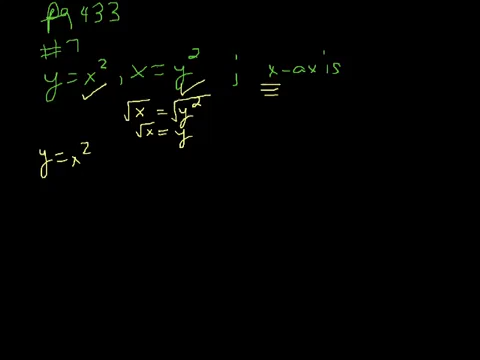 pg 433
#7
y = x², x = y² ; x-axis
√x = √y²
√x = y
y = x²